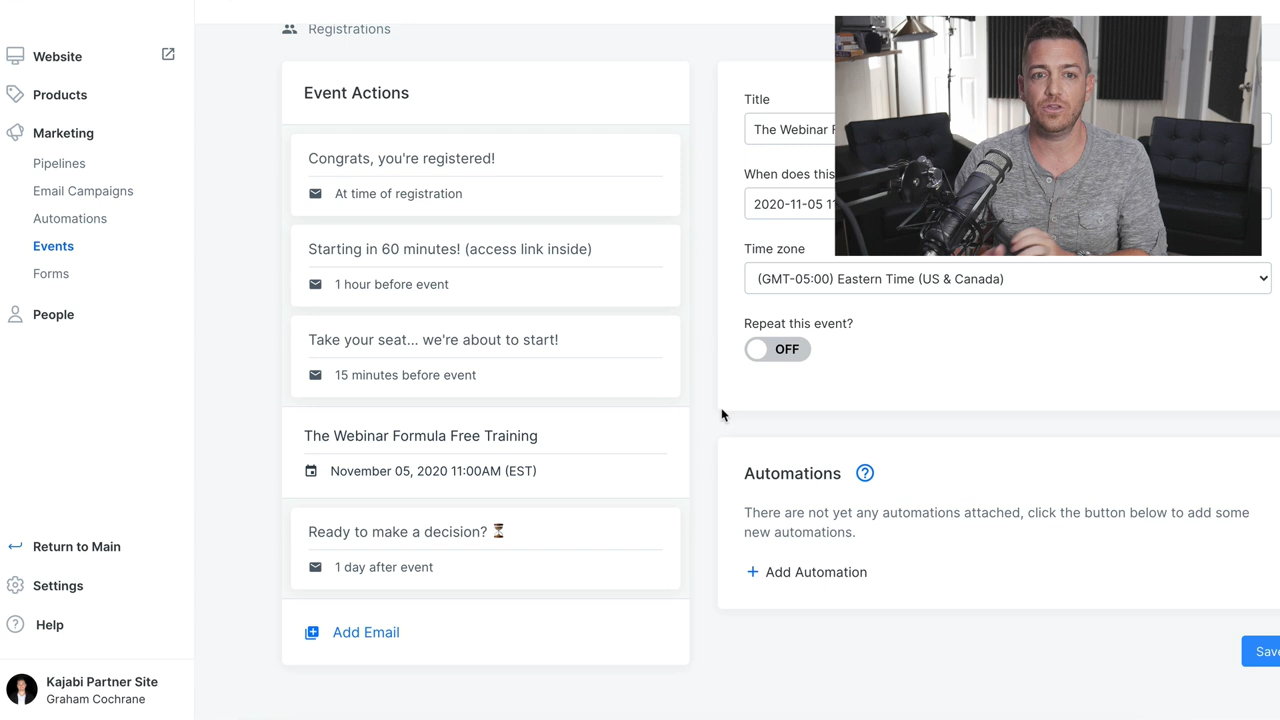 Website
Products
Marketing
Pipelines
Email Campaigns
Automations
Events
Forms
People
Return to Main
Settings
Help
Kajabi Partner Site
Graham Cochrane
Registrations
Event Actions
Congrats, you're registered!
At time of registration
Starting in 60 minutes! (access link inside)
1 hour before event
Take your seat... we're about to start!
15 minutes before event
The Webinar Formula Free Training
November 05, 2020 11:00AM (EST)
Ready to make a decision? ⏳
1 day after event
Add Email
Title
The Webinar F
When does this
2020-11-05 11
Time zone
(GMT-05:00) Eastern Time (US & Canada)
Repeat this event?
OFF
Automations ?
There are not yet any automations attached, click the button below to add some
new automations.
+ Add Automation
Save